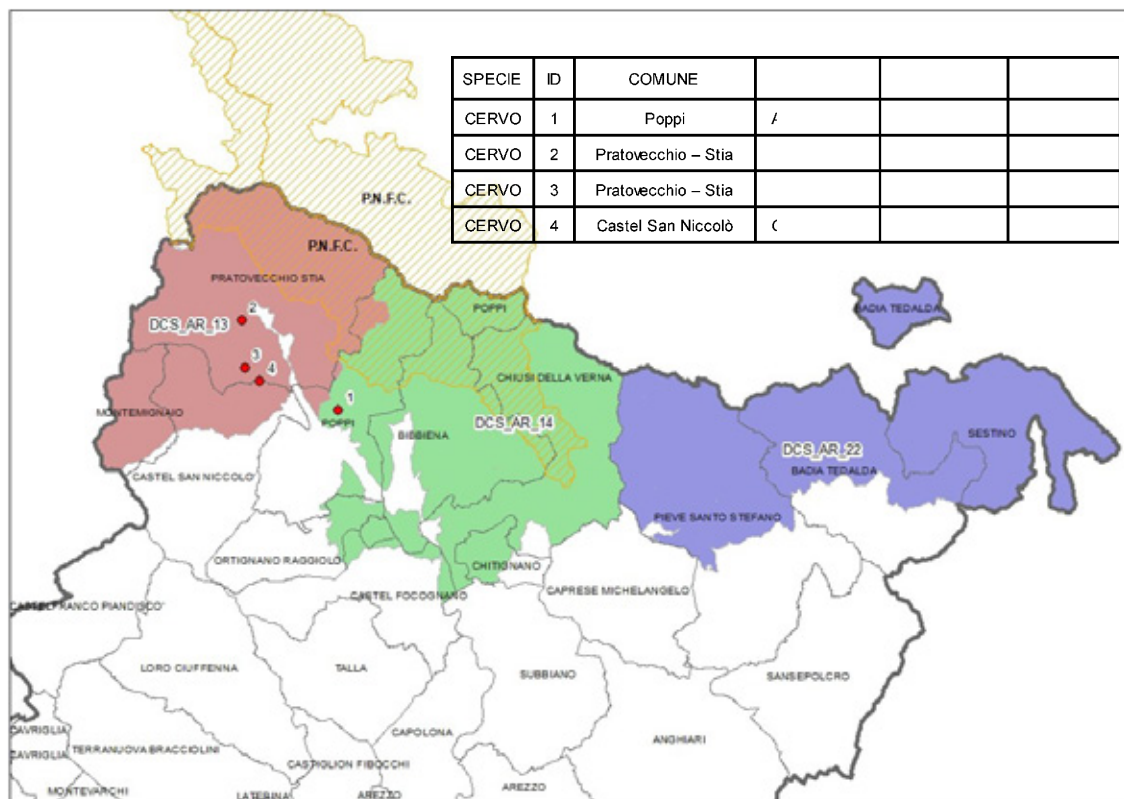 SPECIE ID COMUNE
CERVO 1 Poppi
CERVO 2 Pratovecchio – Stia
CERVO 3 Pratovecchio – Stia
CERVO 4 Castel San Niccolò
P.N.F.C.
P.N.F.C.
PRATOVECCHIO STIA
POPPI
BADIA TEDALDA
2
DCS_AR_13
3
4
CHIUSI DELLA VERNA
1
MONTEMIGNAIO
POPPI
BIBBIENA
DCS_AR_14
SESTINO
DCS_AR_22
BADIA TEDALDA
CASTEL SAN NICCOLO'
PIEVE SANTO STEFANO
ORTIGNANO RAGGIOLO
CHITIGNANO
CAPRESE MICHELANGELO
CASTEL FOCOGNANO
CASTELFRANCO PIANDISCO'
LORO CIUFFENNA
TALLA
SUBBIANO
SANSEPOLCRO
CAVRIGLIA
CAPOLONA
ANGHIARI
TERRANUOVA BRACCIOLINI
CAVRIGLIA
CASTIGLION FIBOCCHI
MONTEVARCHI
LATERINA
AREZZO
AREZZO